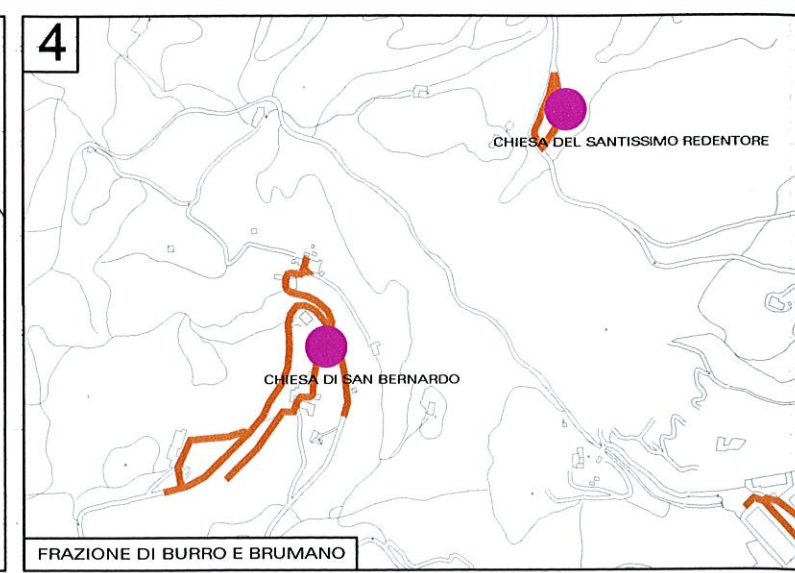 4
CHIESA DEL SANTISSIMO REDENTORE
CHIESA DI SAN BERNARDO
FRAZIONE DI BURRO E BRUMANO